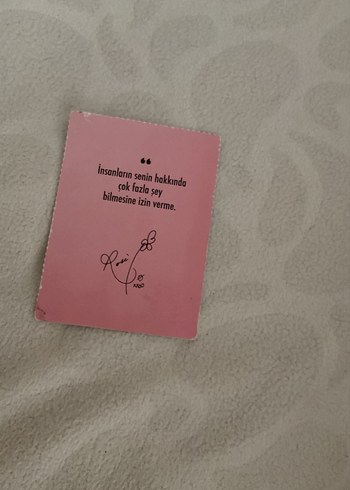 “
İnsanların senin hakkında
çok fazla şey
bilmesine izin verme.